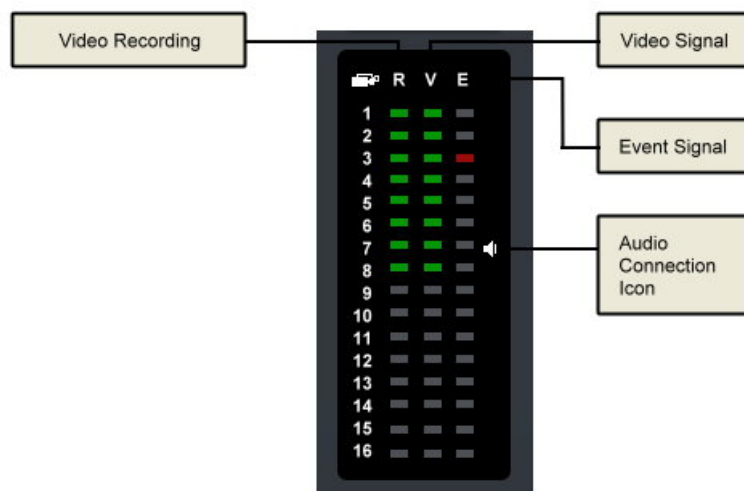 Video Recording
Video Signal
R V E
1
2
3
Event Signal
4
5
6
7
Audio
Connection
Icon
8
9
10
11
12
13
14
15
16